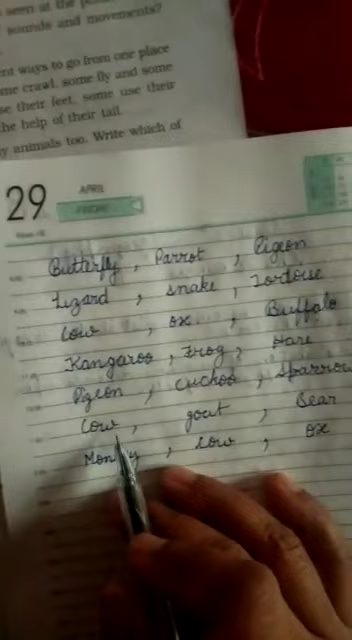 seen at the
sounds and movements?
ent ways to go from one place
me crawl, some fly and some
se their feet, some use their
the help of their tail.
y animals too. Write which of
29 APRIL
FRIDAY
Butterfly, Parrot, Pigeon
Lizard, snake, Tortoise
Cow, ox, Buffalo
Kangaroo, Frog, Hare
Pigeon, Cuckoo, Sparrow
Cow, goat, Bear
Mon y, Cow, ox